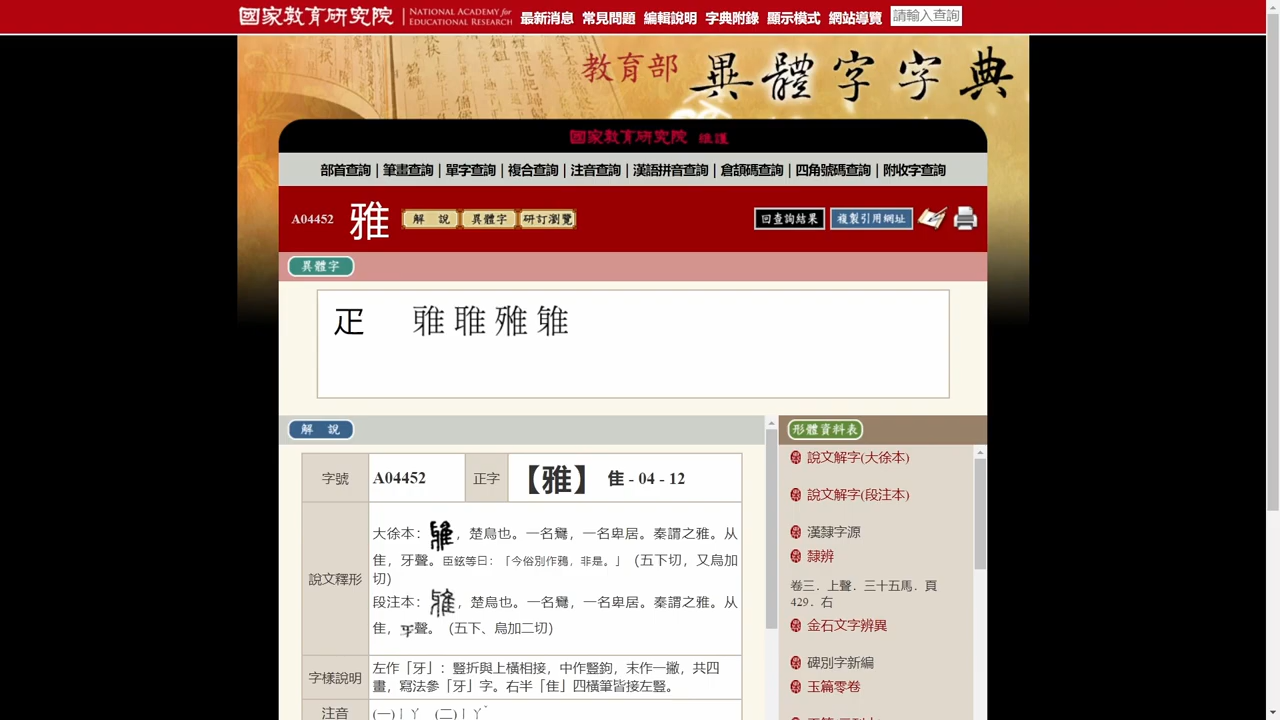 國家教育研究院 NATIONAL ACADEMY for EDUCATIONAL RESEARCH 最新消息 常見問題 編輯說明 字典附錄 顯示模式 網站導覽 請輸入查詢
教育部 異體字字典
國家教育研究院 維護
部首查詢 | 筆畫查詢 | 單字查詢 | 複合查詢 | 注音查詢 | 漢語拼音查詢 | 倉頡碼查詢 | 四角號碼查詢 | 附收字查詢
A04452 雅 解 說 異體字 研訂瀏覽 回查詢結果 複製引用網址
異體字
疋
解 說
字號 A04452 正字 【雅】 隹 - 04 - 12
說文釋形
大徐本:,楚烏也。一名鸒,一名卑居。秦謂之雅。从
隹,牙聲。臣鉉等曰:「今俗別作鴉,非是。」(五下切,又烏加
切)
段注本:,楚烏也。一名鸒,一名卑居。秦謂之雅。从
隹,聲。(五下、烏加二切)
字樣說明
左作「牙」:豎折與上橫相接,中作豎鉤,末作一撇,共四
畫,寫法參「牙」字。右半「隹」四橫筆皆接左豎。
注音 (一)ㄧㄚ (二)ㄧㄚˇ
形體資料表
說文解字(大徐本)
說文解字(段注本)
漢隸字源
隸辨
卷三.上聲.三十五馬.頁
429.右
金石文字辨異
碑別字新編
玉篇零卷